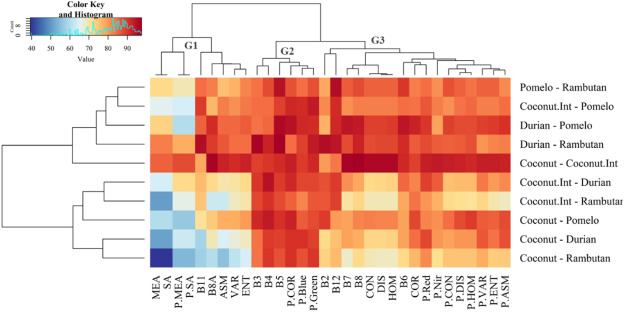 Color Key
and Histogram
Count
0 8
40 50 60 70 80 90
G1
G2
G3
Pomelo - Rambutan
Coconut.Int - Pomelo
Durian - Pomelo
Durian - Rambutan
Coconut - Coconut.Int
Coconut.Int - Durian
Coconut.Int - Rambutan
Coconut - Pomelo
Coconut - Durian
Coconut - Rambutan
MEA
SA
P.MEA
P.SA
B11
B8A
ASM
VAR
ENT
B3
B4
B5
P.COR
P.Blue
P.Green
B2
B12
B7
B8
CON
DIS
HOM
B6
COR
P.Red
P.Nir
P.CON
P.DIS
P.HOM
P.VAR
P.ENT
P.ASM